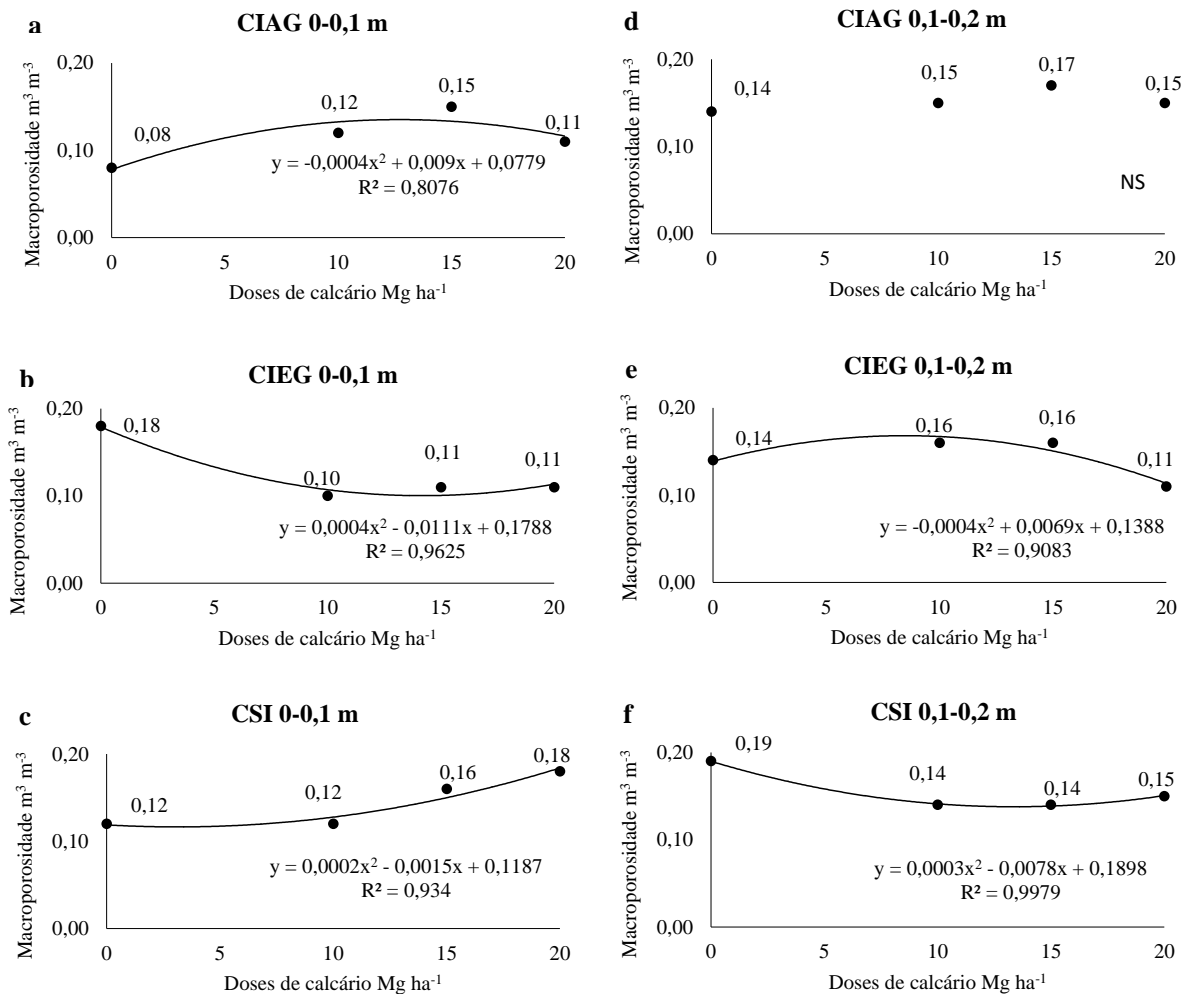 a
CIAG 0-0,1 m
Macroporosidade m³ m⁻³
0,20
0,10
0,00
0,08
0,12
0,15
0,11
y = -0,0004x² + 0,009x + 0,0779
R² = 0,8076
0 5 10 15 20
Doses de calcário Mg ha⁻¹
d
CIAG 0,1-0,2 m
Macroporosidade m³ m⁻³
0,20
0,10
0,00
0,14
0,15
0,17
0,15
NS
0 5 10 15 20
Doses de calcário Mg ha⁻¹
b
CIEG 0-0,1 m
Macroporosidade m³ m⁻³
0,20
0,10
0,00
0,18
0,10
0,11
0,11
y = 0,0004x² - 0,0111x + 0,1788
R² = 0,9625
0 5 10 15 20
Doses de calcário Mg ha⁻¹
e
CIEG 0,1-0,2 m
Macroporosidade m³ m⁻³
0,20
0,10
0,00
0,14
0,16
0,16
0,11
y = -0,0004x² + 0,0069x + 0,1388
R² = 0,9083
0 5 10 15 20
Doses de calcário Mg ha⁻¹
c
CSI 0-0,1 m
Macroporosidade m³ m⁻³
0,20
0,10
0,00
0,12
0,12
0,16
0,18
y = 0,0002x² - 0,0015x + 0,1187
R² = 0,934
0 5 10 15 20
Doses de calcário Mg ha⁻¹
f
CSI 0,1-0,2 m
Macroporosidade m³ m⁻³
0,20
0,10
0,00
0,19
0,14
0,14
0,15
y = 0,0003x² - 0,0078x + 0,1898
R² = 0,9979
0 5 10 15 20
Doses de calcário Mg ha⁻¹